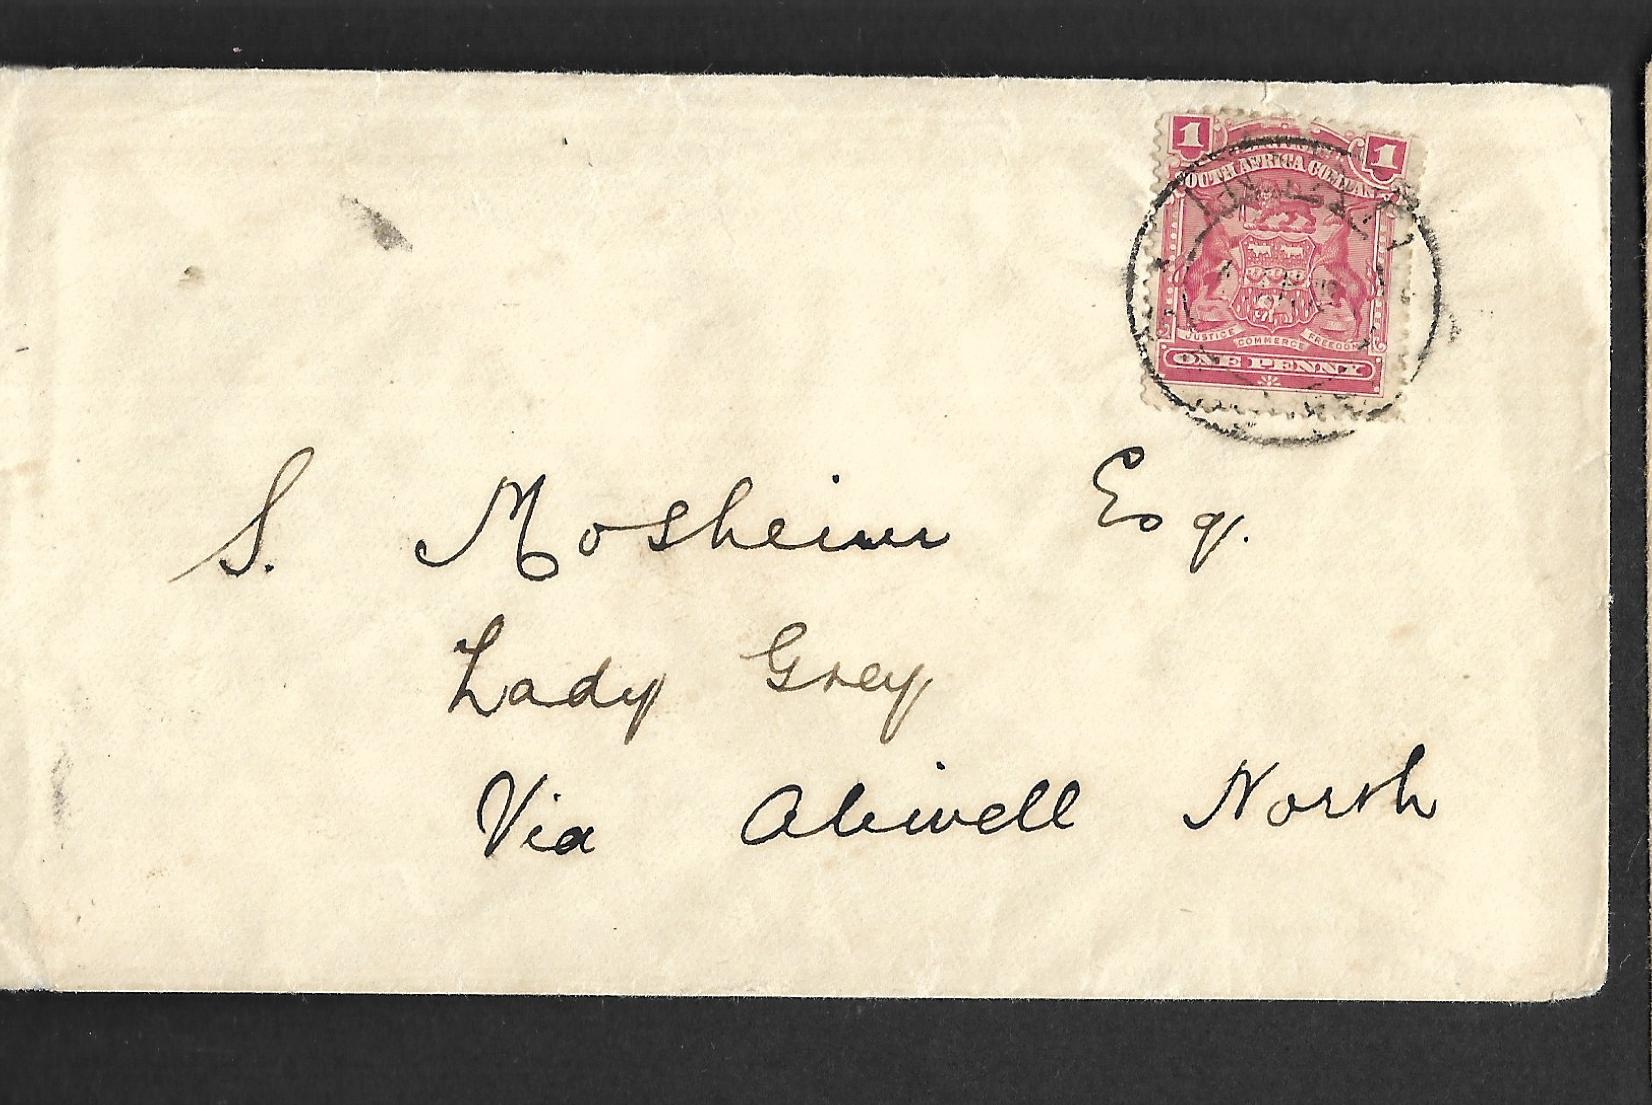 1 1
SOUTH AFRICA COMPANY
JUSTICE COMMERCE FREEDOM
ONE PENNY
S. Mosheim Esq.
Lady Grey
Via Aliwell North